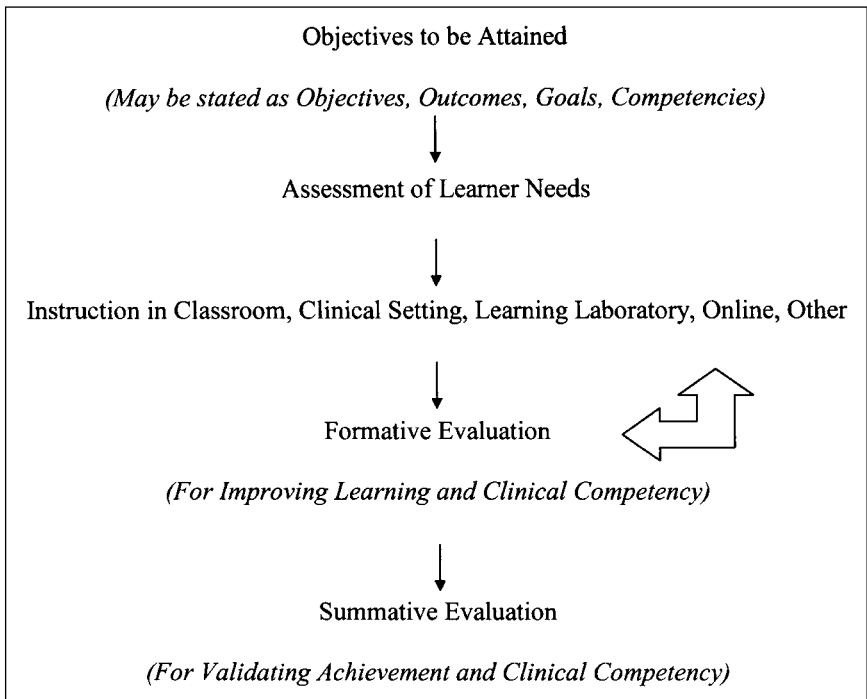 Objectives to be Attained
(May be stated as Objectives, Outcomes, Goals, Competencies)
Assessment of Learner Needs
Instruction in Classroom, Clinical Setting, Learning Laboratory, Online, Other
Formative Evaluation
(For Improving Learning and Clinical Competency)
Summative Evaluation
(For Validating Achievement and Clinical Competency)